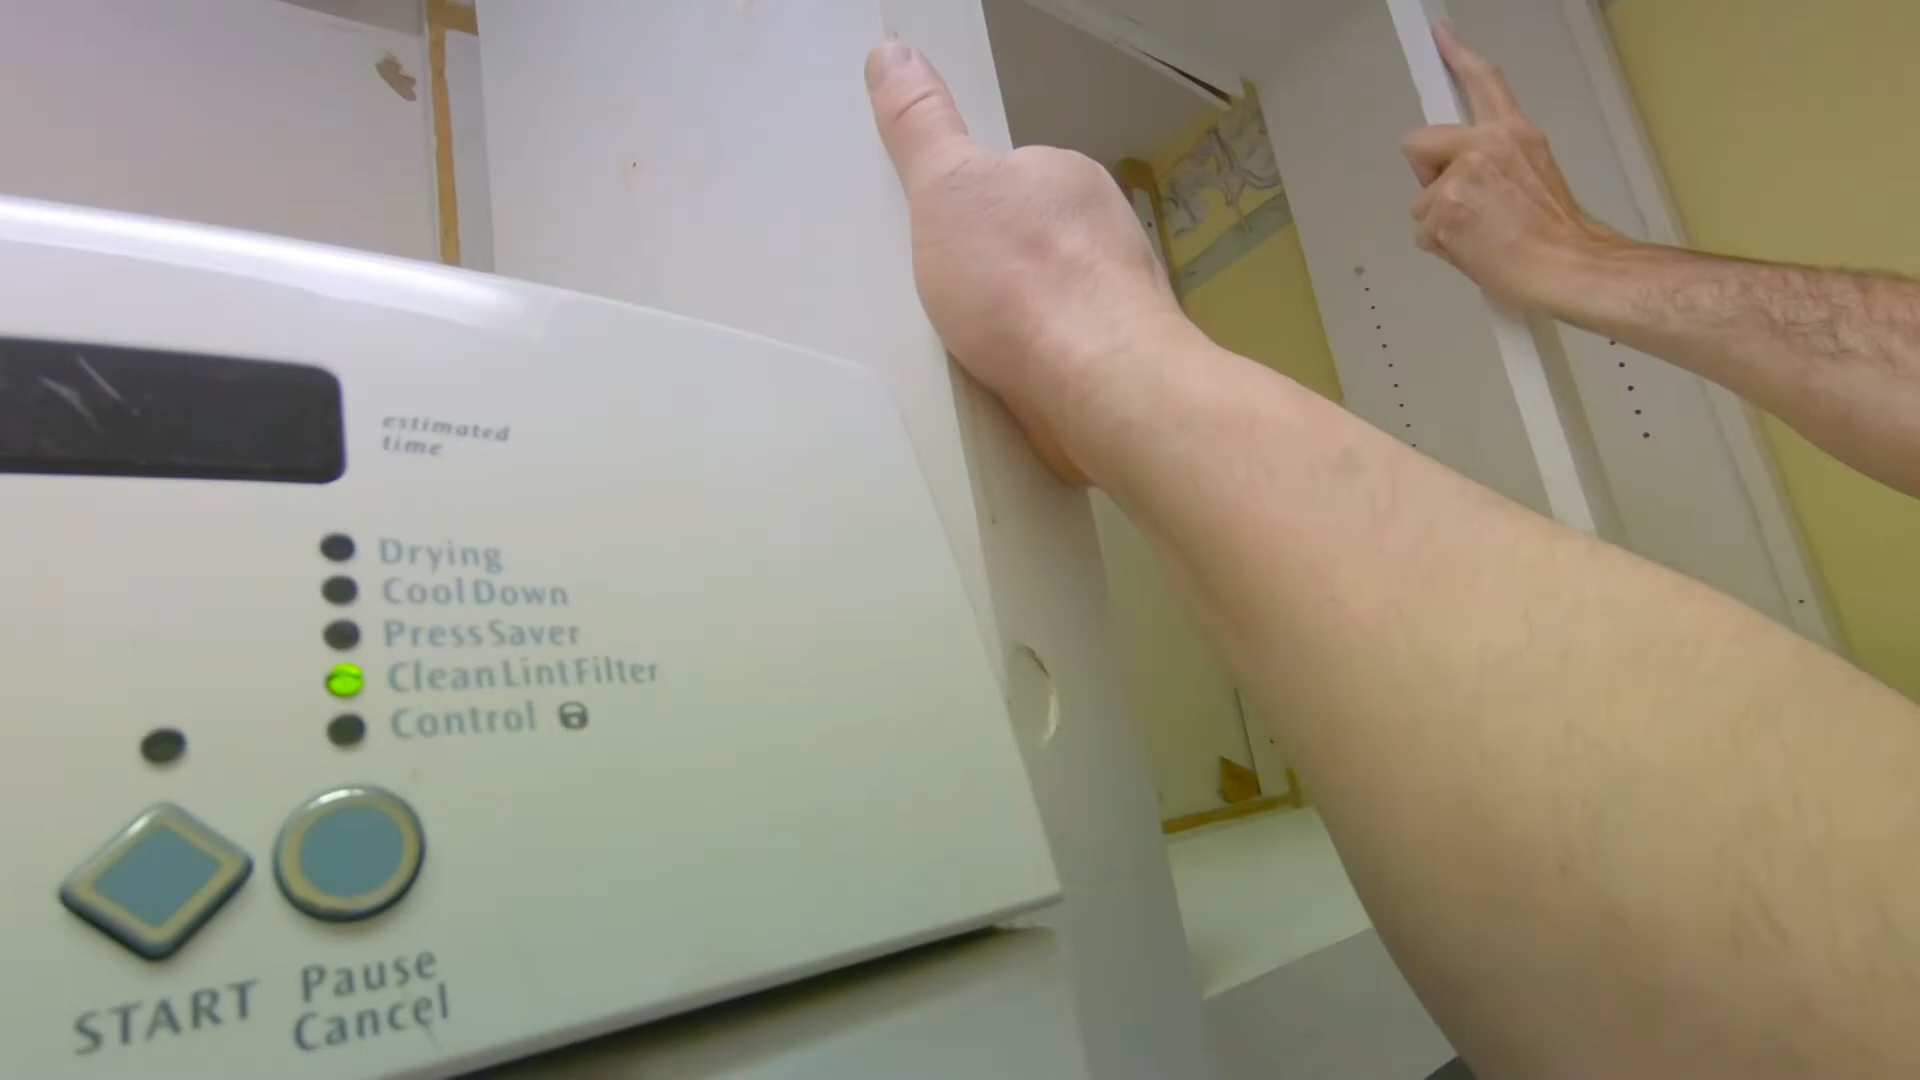 estimated
time
Drying
Cool Down
Press Saver
Clean Lint Filter
Control
START
Pause
Cancel